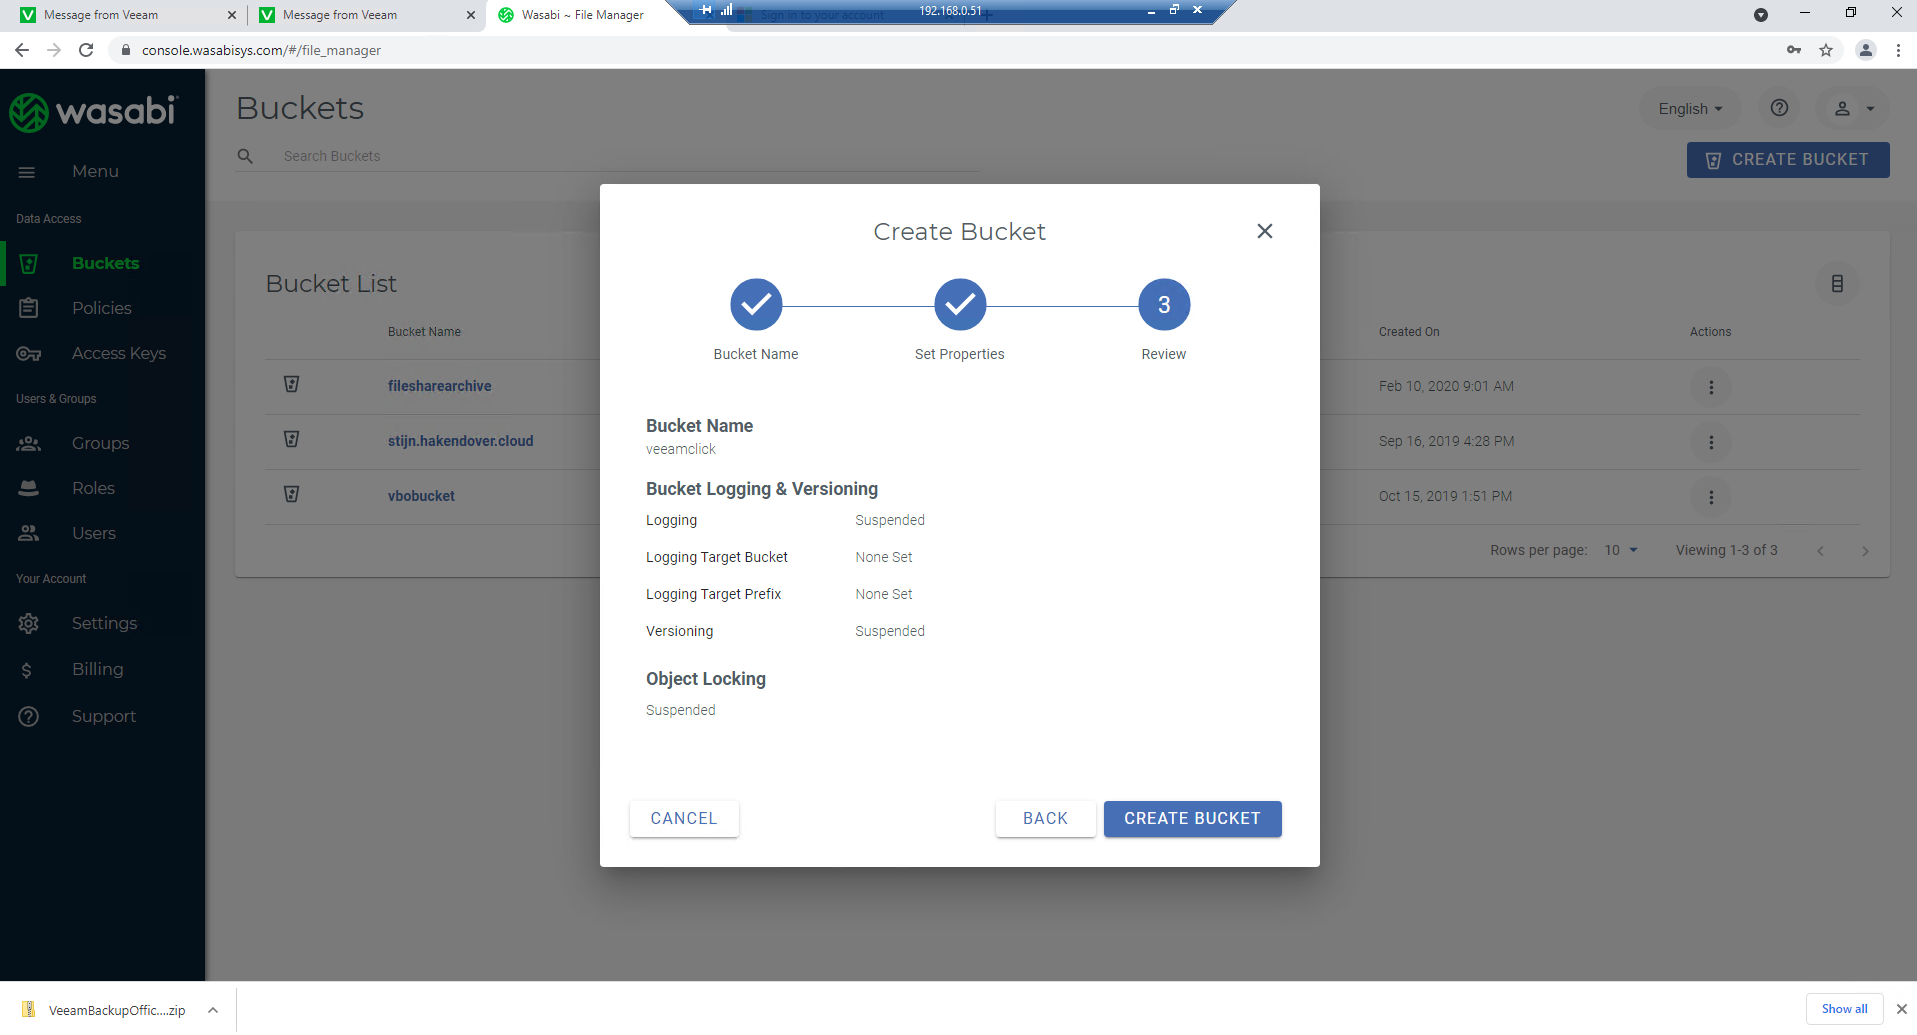 Message from Veeam
Message from Veeam
Wasabi ~ File Manager
Sign in to your account
192.168.0.51
console.wasabisys.com/#/file_manager
wasabi
Buckets
English
Search Buckets
CREATE BUCKET
Menu
Data Access
Buckets
Policies
Access Keys
Users & Groups
Groups
Roles
Users
Your Account
Settings
Billing
Support
Bucket List
Bucket Name
Created On
Actions
filesharearchive
Feb 10, 2020 9:01 AM
stijn.hakendover.cloud
Sep 16, 2019 4:28 PM
vbobucket
Oct 15, 2019 1:51 PM
Rows per page: 10 Viewing 1-3 of 3
Create Bucket
3
Bucket Name
Set Properties
Review
Bucket Name
veeamclick
Bucket Logging & Versioning
Logging Suspended
Logging Target Bucket None Set
Logging Target Prefix None Set
Versioning Suspended
Object Locking
Suspended
CANCEL
BACK
CREATE BUCKET
VeeamBackupOffic....zip
Show all